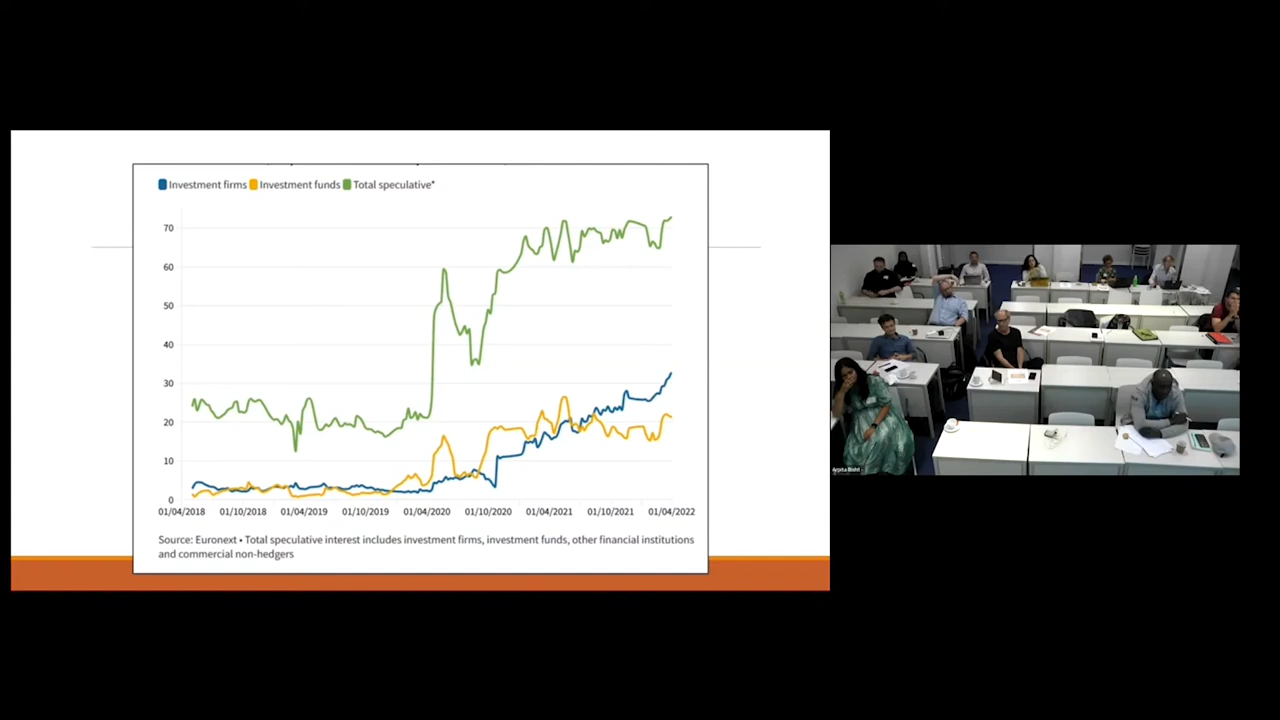 Investment firms Investment funds Total speculative*
70
60
50
40
30
20
10
0
01/04/2018 01/10/2018 01/04/2019 01/10/2019 01/04/2020 01/10/2020 01/04/2021 01/10/2021 01/04/2022
Source: Euronext • Total speculative interest includes investment firms, investment funds, other financial institutions
and commercial non-hedgers
Arpita Bisht